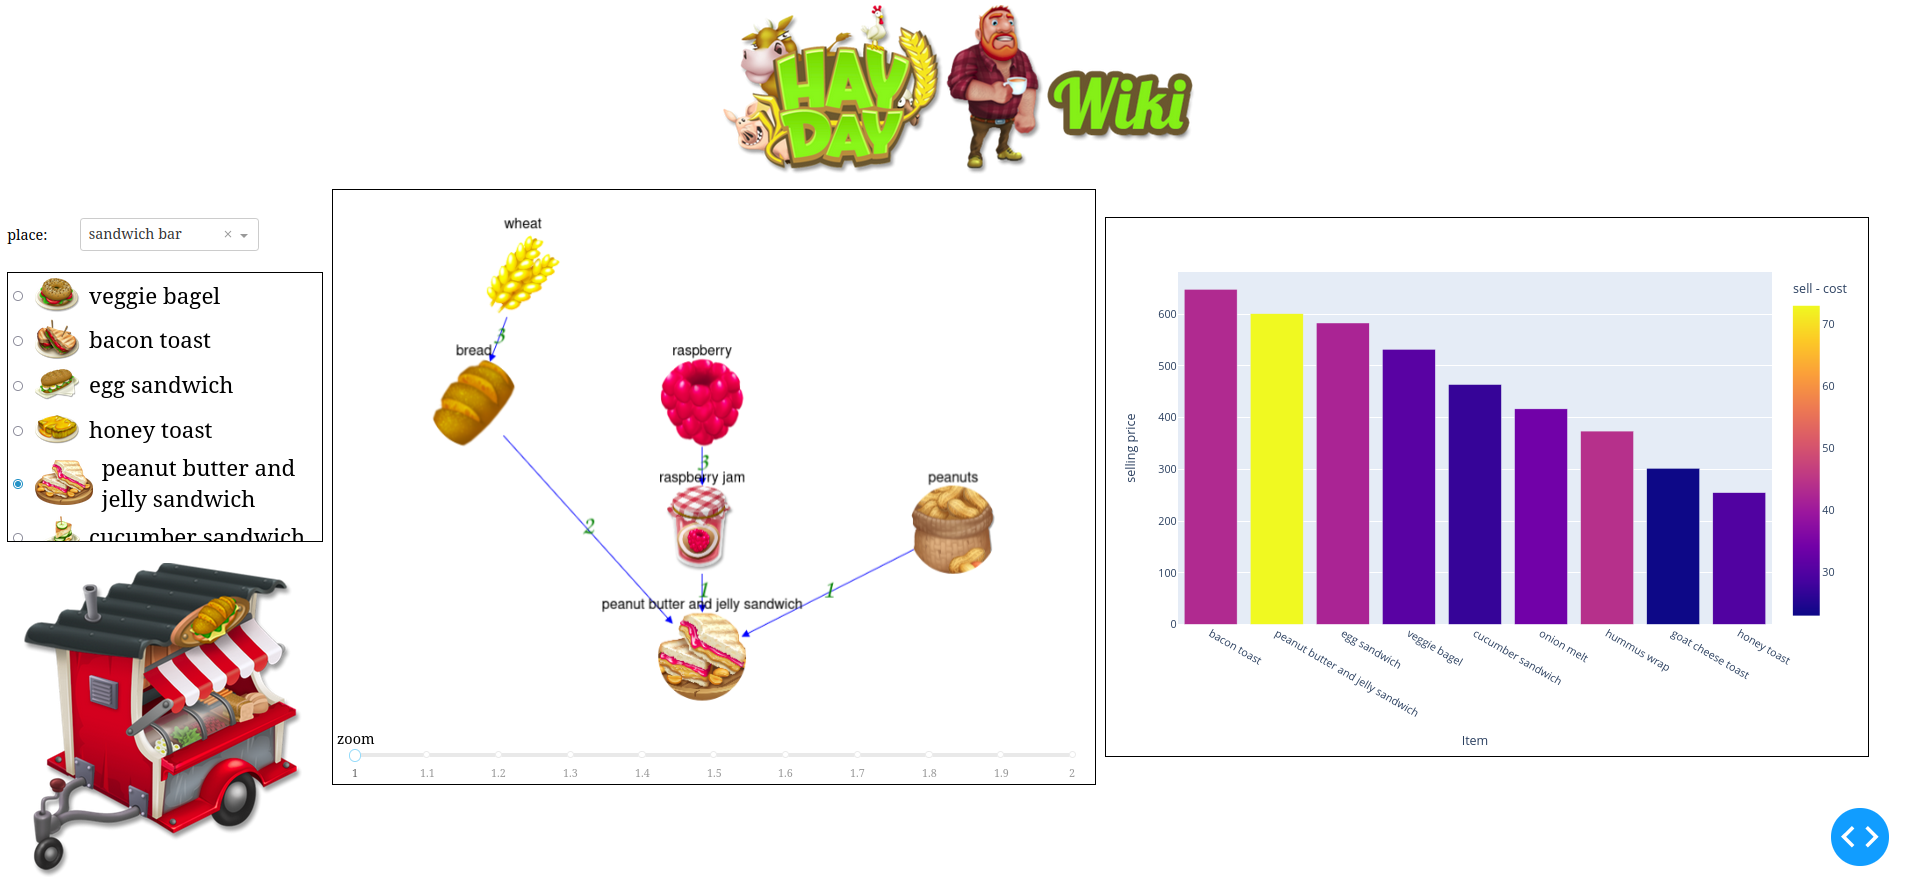 HAY
DAY
Wiki
place:
sandwich bar
veggie bagel
bacon toast
egg sandwich
honey toast
peanut butter and
jelly sandwich
cucumber sandwich
wheat
3
bread
raspberry
3
raspberry jam
peanuts
2
1
1
peanut butter and jelly sandwich
zoom
1
1.1
1.2
1.3
1.4
1.5
1.6
1.7
1.8
1.9
2
selling price
600
500
400
300
200
100
0
bacon toast
peanut butter and jelly sandwich
egg sandwich
veggie bagel
cucumber sandwich
onion melt
hummus wrap
goat cheese toast
honey toast
Item
sell - cost
70
60
50
40
30